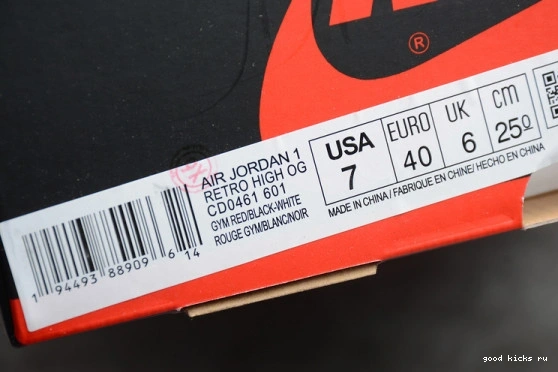 ®
AIR JORDAN 1
RETRO HIGH OG
CD0461 601
GYM RED/BLACK-WHITE
ROUGE GYM/BLANC/NOIR
USA 7
EURO 40
UK 6
CM 25º
MADE IN CHINA / FABRIQUE EN CHINE/ HECHO EN CHINA
1 94493 88909 6 14
good kicks ru